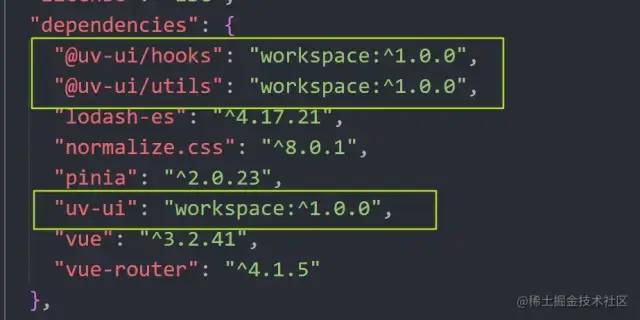 "dependencies": {
"@uv-ui/hooks": "workspace:^1.0.0",
"@uv-ui/utils": "workspace:^1.0.0",
"lodash-es": "^4.17.21",
"normalize.css": "^8.0.1",
"pinia": "^2.0.23",
"uv-ui": "workspace:^1.0.0",
"vue": "^3.2.41",
"vue-router": "^4.1.5"
},
@稀土掘金技术社区